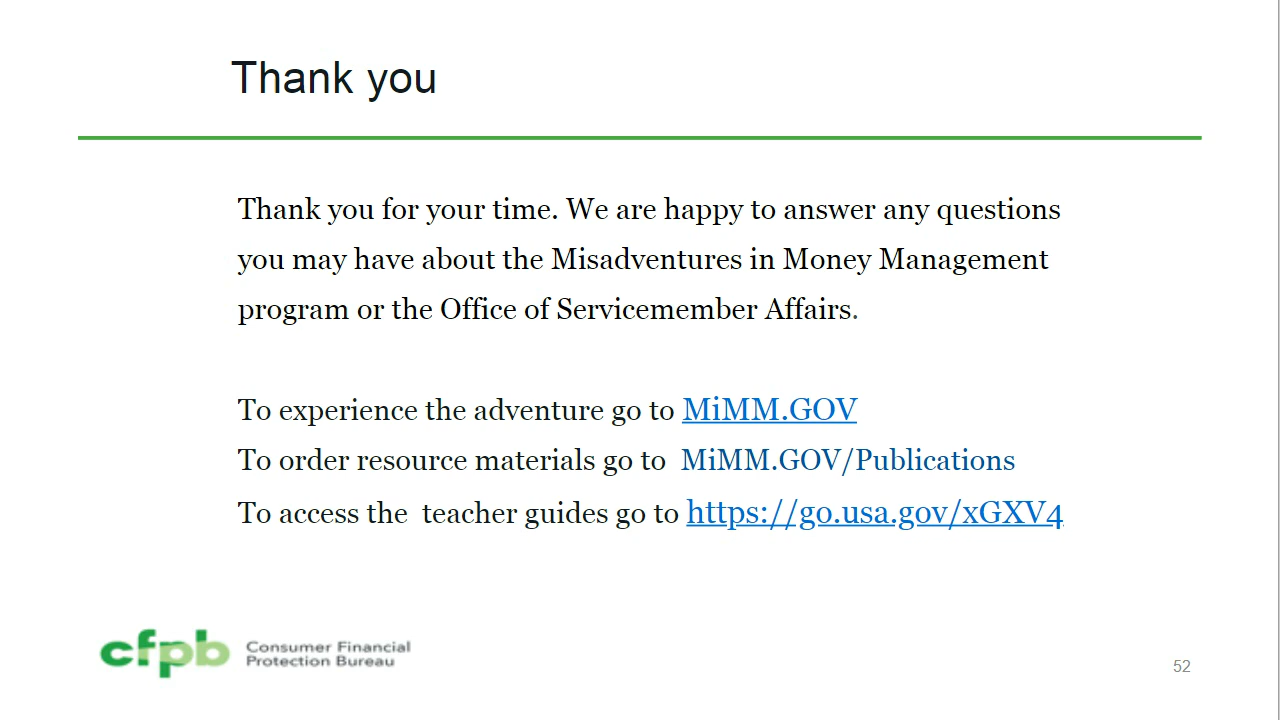 Thank you
Thank you for your time. We are happy to answer any questions
you may have about the Misadventures in Money Management
program or the Office of Servicemember Affairs.
To experience the adventure go to MiMM.GOV
To order resource materials go to MiMM.GOV/Publications
To access the teacher guides go to https://go.usa.gov/xGXV4
cfpb Consumer Financial
Protection Bureau
52